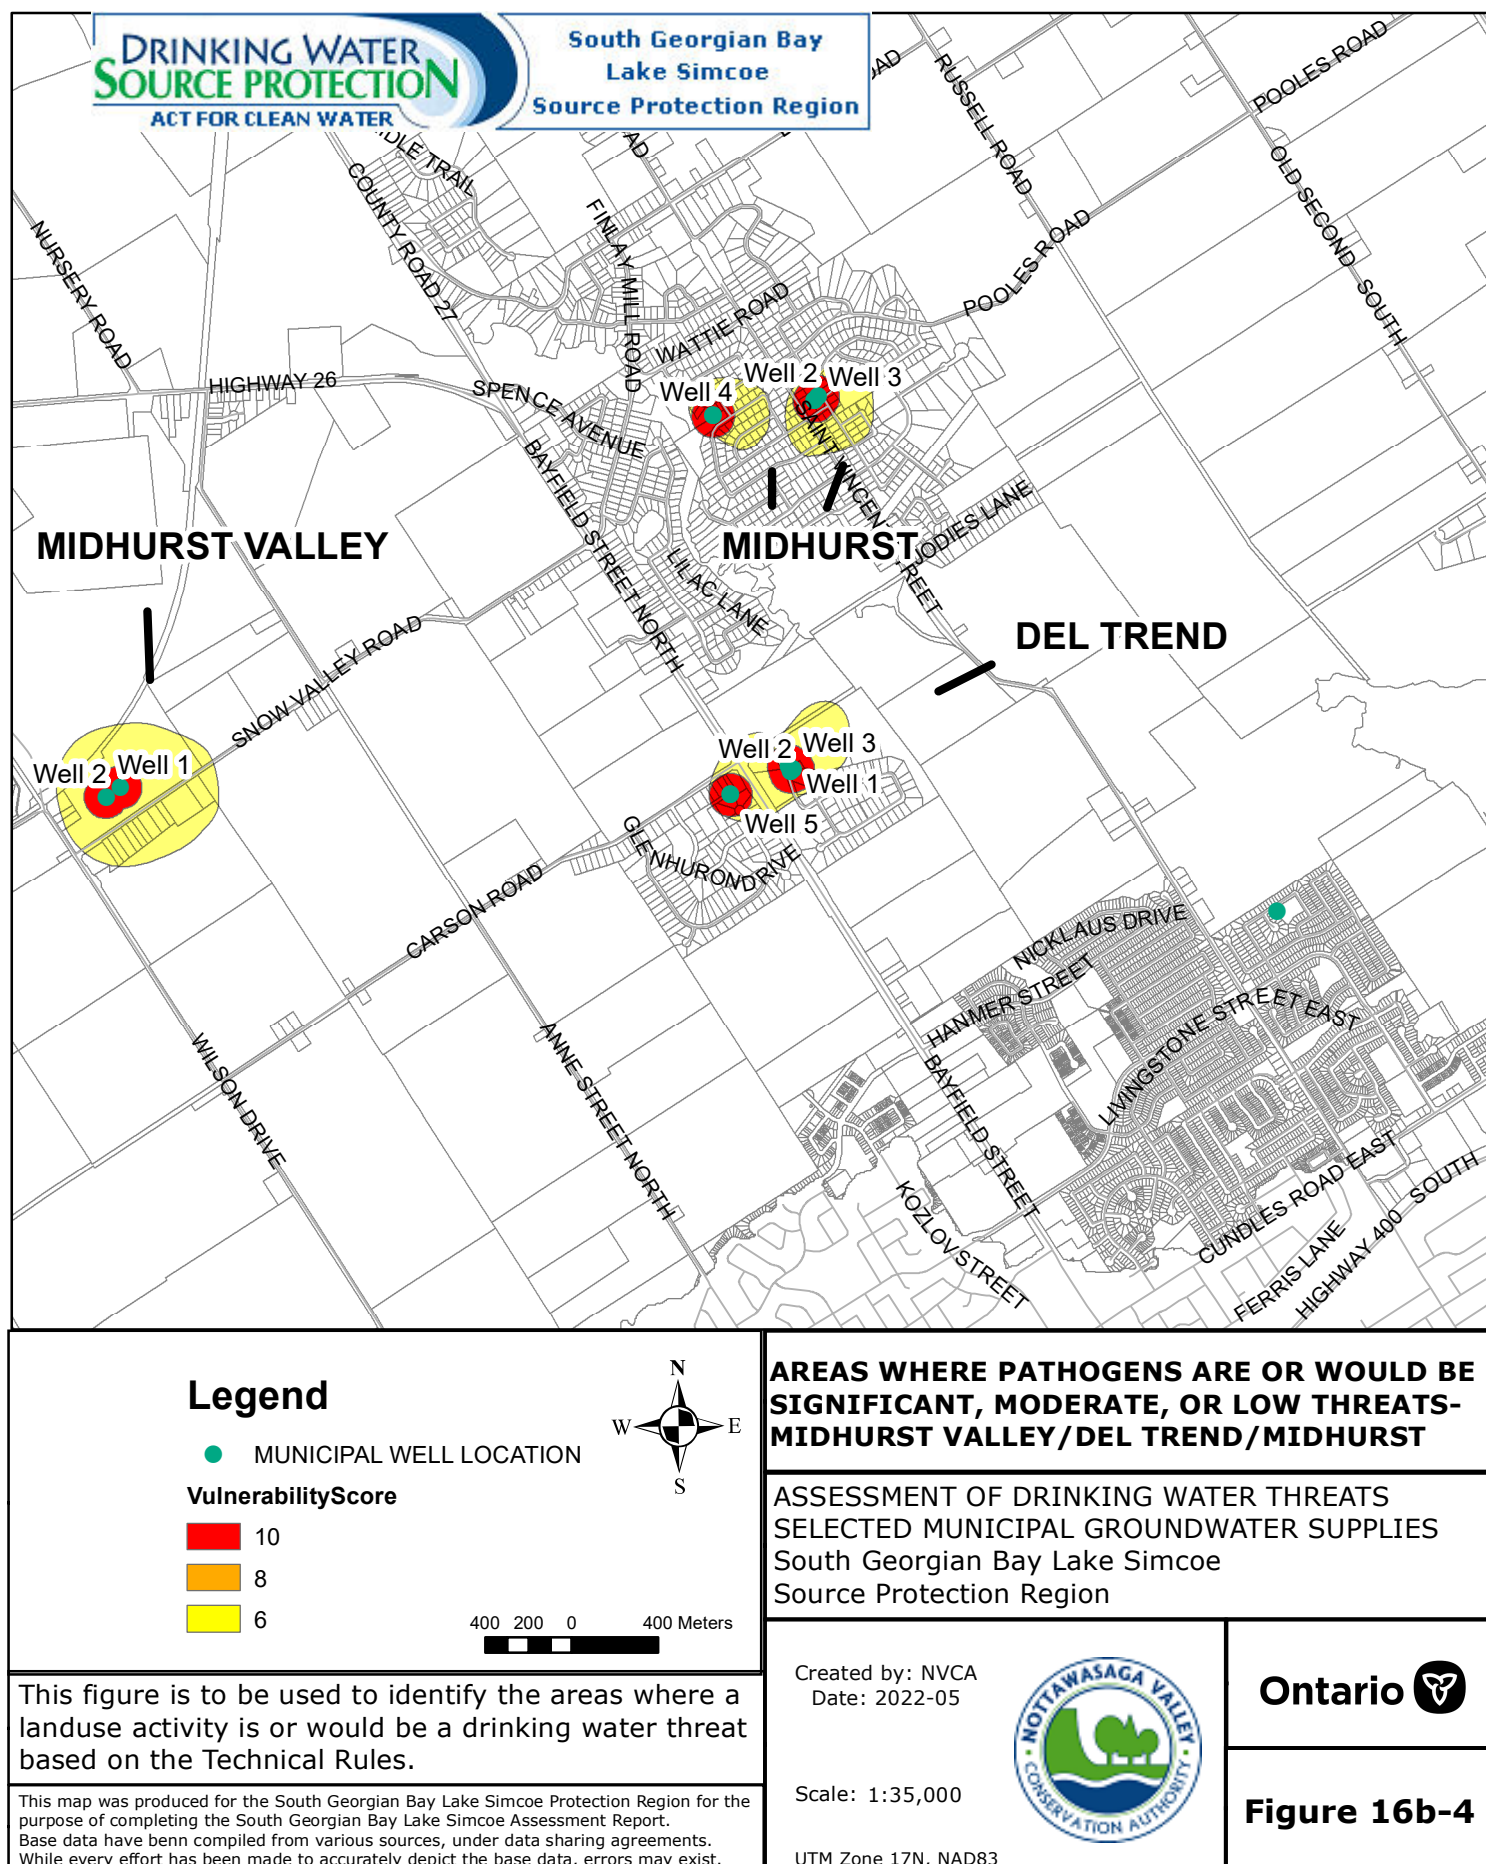 DRINKING WATER
SOURCE PROTECTION
ACT FOR CLEAN WATER
South Georgian Bay
Lake Simcoe
Source Protection Region
POOLES ROAD
RUSSELL ROAD
OLD SECOND SOUTH
COUNTY ROAD 27
FINLAY MILL ROAD
NURSERY ROAD
POOLES ROAD
WATTIE ROAD
HIGHWAY 26
SPENCE AVENUE
Well 4
Well 2
Well 3
BAYFIELD STREET NORTH
MIDHURST VALLEY
MIDHURST
LILAC LANE
DEL TREND
SNOW VALLEY ROAD
Well 2
Well 1
Well 2
Well 3
Well 1
Well 5
GLENHURON DRIVE
CARSON ROAD
NICKLAUS DRIVE
HANMER STREET
LIVINGSTONE STREET EAST
WILSON DRIVE
ANNE STREET NORTH
BAYFIELD STREET
KOZLOV STREET
CUNDLES ROAD EAST
FERRIS LANE
HIGHWAY 400 SOUTH
Legend
MUNICIPAL WELL LOCATION
VulnerabilityScore
10
8
6
N
W E
S
400 200 0 400 Meters
AREAS WHERE PATHOGENS ARE OR WOULD BE
SIGNIFICANT, MODERATE, OR LOW THREATS-
MIDHURST VALLEY/DEL TREND/MIDHURST
ASSESSMENT OF DRINKING WATER THREATS
SELECTED MUNICIPAL GROUNDWATER SUPPLIES
South Georgian Bay Lake Simcoe
Source Protection Region
This figure is to be used to identify the areas where a
landuse activity is or would be a drinking water threat
based on the Technical Rules.
This map was produced for the South Georgian Bay Lake Simcoe Protection Region for the
purpose of completing the South Georgian Bay Lake Simcoe Assessment Report.
Base data have benn compiled from various sources, under data sharing agreements.
While every effort has been made to accurately depict the base data, errors may exist.
Created by: NVCA
Date: 2022-05
Scale: 1:35,000
UTM Zone 17N, NAD83
NOTTAWASAGA VALLEY
CONSERVATION AUTHORITY
Ontario
Figure 16b-4